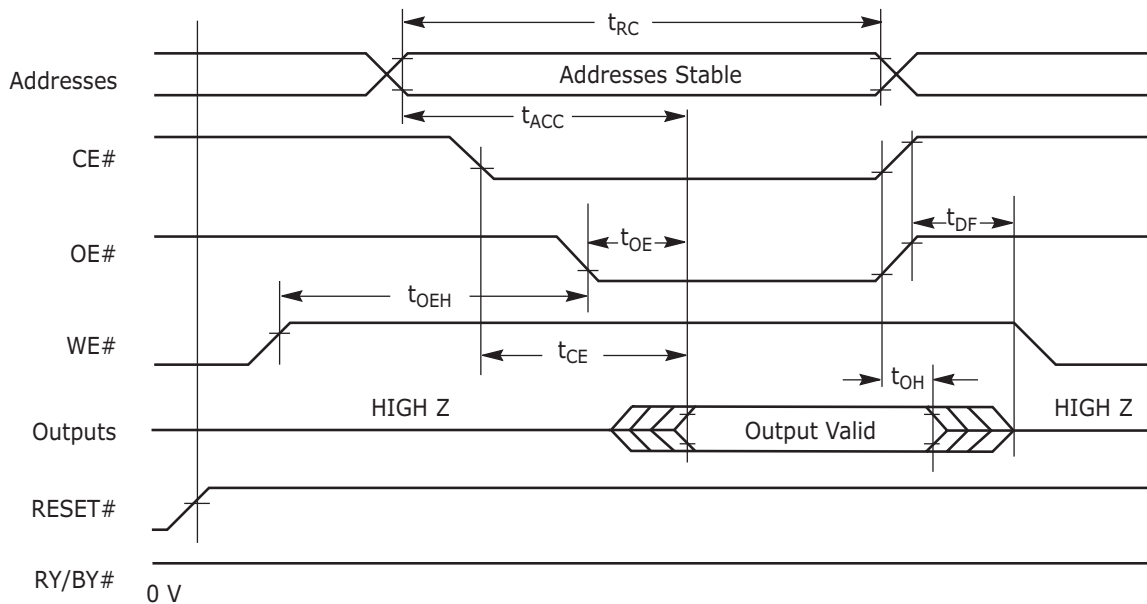 tRC
Addresses
Addresses Stable
tACC
CE#
tDF
OE#
tOE
tOEH
WE#
tCE
tOH
HIGH Z
HIGH Z
Outputs
Output Valid
RESET#
RY/BY#
0 V